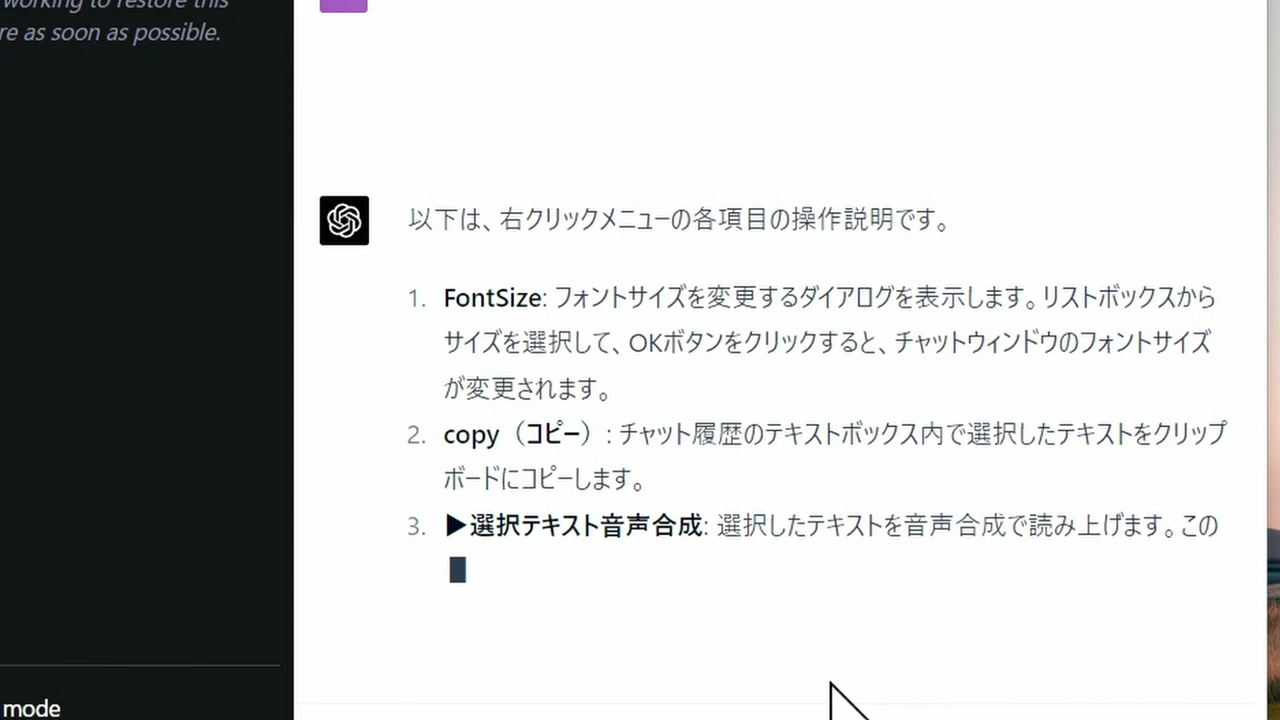 working to restore this
re as soon as possible.
以下は、右クリックメニューの各項目の操作説明です。
1. FontSize: フォントサイズを変更するダイアログを表示します。リストボックスから
サイズを選択して、OKボタンをクリックすると、チャットウィンドウのフォントサイズ
が変更されます。
2. copy（コピー）: チャット履歴のテキストボックス内で選択したテキストをクリップ
ボードにコピーします。
3. ▶選択テキスト音声合成: 選択したテキストを音声合成で読み上げます。この
mode